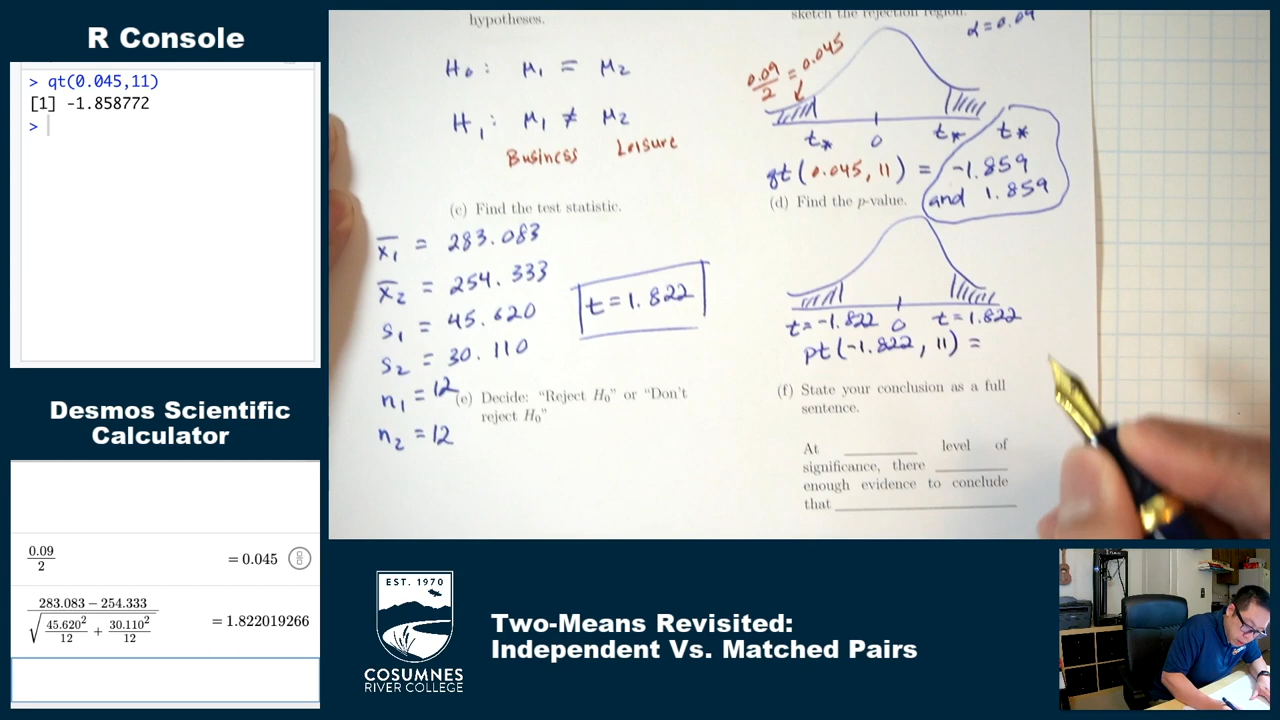 R Console
> qt(0.045,11)
[1] -1.858772
>
Desmos Scientific
Calculator
0.09
2
= 0.045
283.083 − 254.333
√ 45.620² / 12 + 30.110² / 12
= 1.822019266
hypotheses.
H₀ : μ₁ = μ₂
H₁ : μ₁ ≠ μ₂
Business Leisure
(c) Find the test statistic.
x̄₁ = 283.083
x̄₂ = 254.333
s₁ = 45.620
s₂ = 30.110
n₁ = 12
n₂ = 12
t = 1.822
(e) Decide: “Reject H₀” or “Don’t
reject H₀”
sketch the rejection region.
α = 0.09
0.09 / 2 = 0.045
t* 0 t* t*
qt(0.045, 11) = -1.859
and 1.859
(d) Find the p-value.
t = -1.822 0 t = 1.822
pt(-1.822, 11) =
(f) State your conclusion as a full
sentence.
At ________ level of
significance, there ________
enough evidence to conclude
that ________
EST. 1970
COSUMNES
RIVER COLLEGE
Two-Means Revisited:
Independent Vs. Matched Pairs